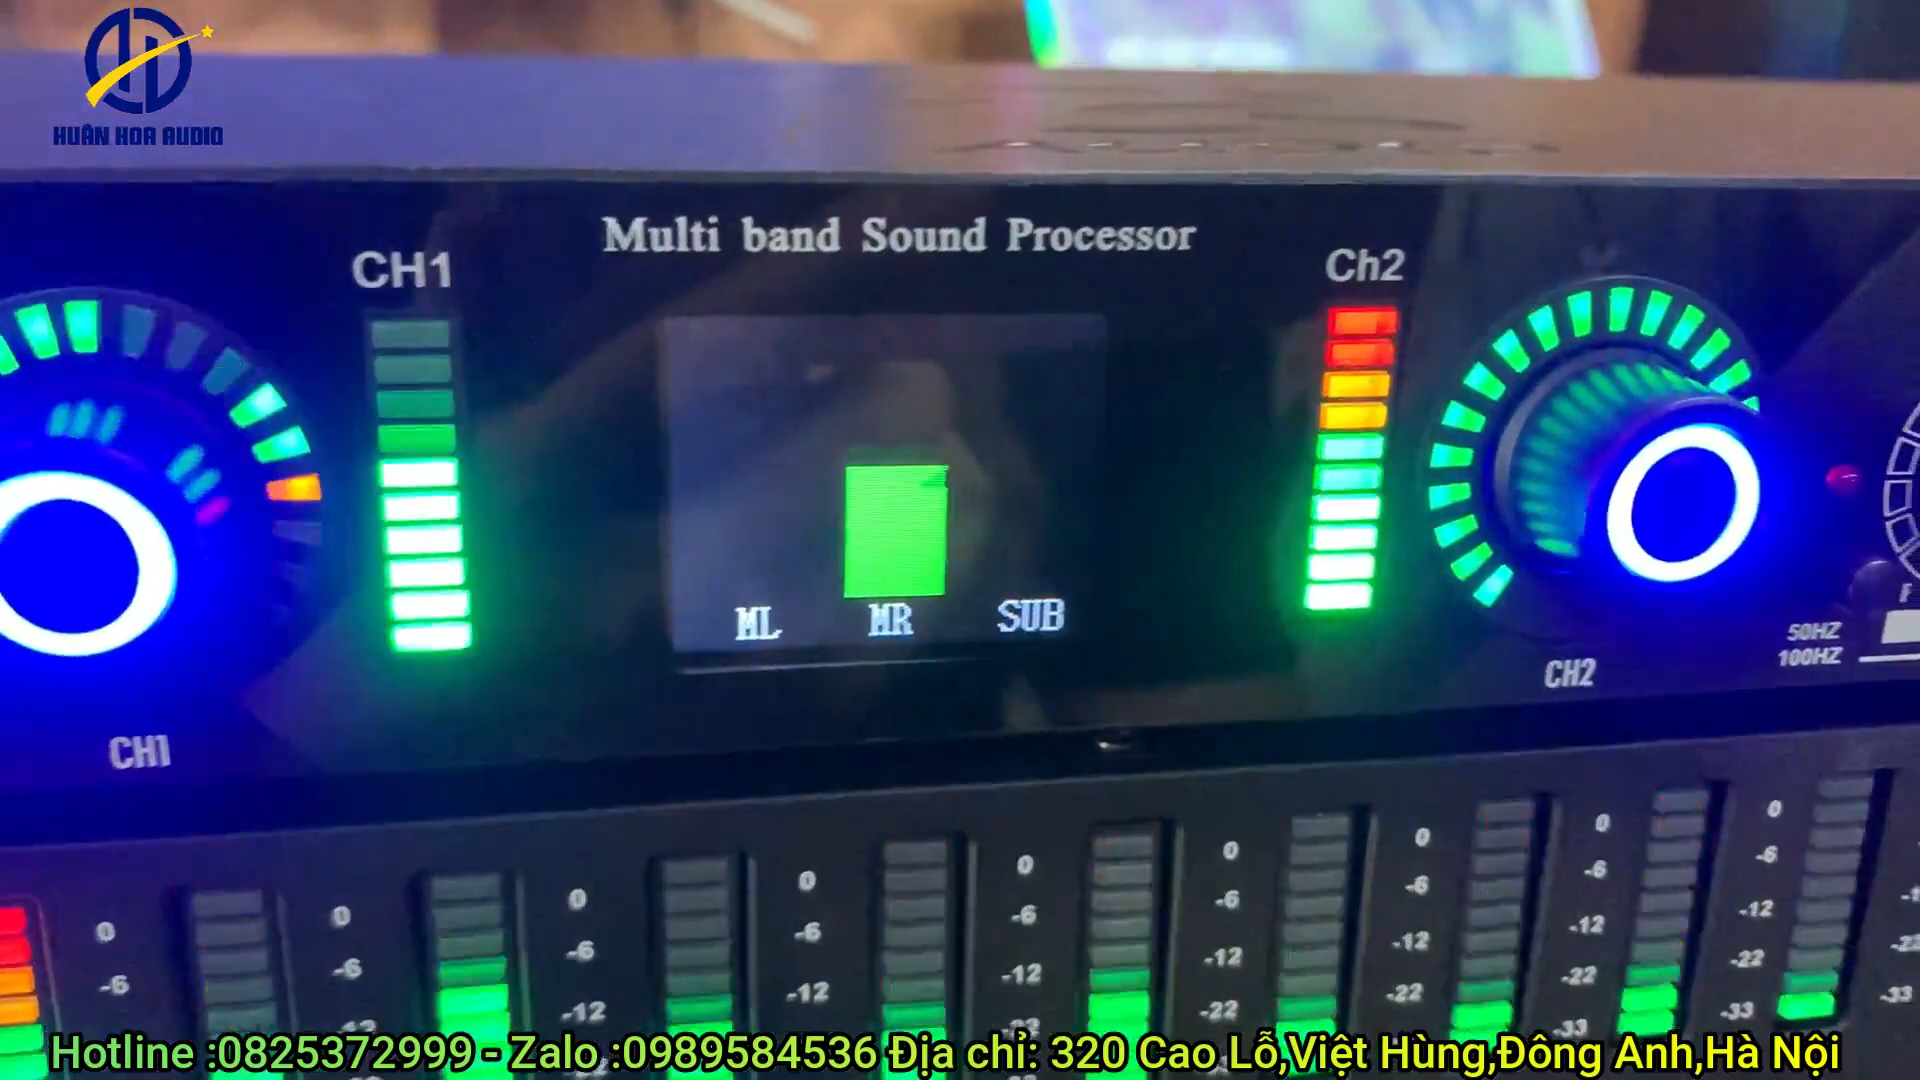 HUÂN HOA AUDIO
Multi band Sound Processor
CH1
Ch2
ML MR SUB
50HZ
100HZ
CH1
CH2
0 0 0 0 0 0 0 0 0
-6 -6 -6 -6 -6 -6 -6 -6 -6
-12 -12 -12 -12 -12 -12 -12
-22 -22 -22 -22
-33 -33 -33
Hotline :0825372999 - Zalo :0989584536 Địa chỉ: 320 Cao Lỗ,Việt Hùng,Đông Anh,Hà Nội